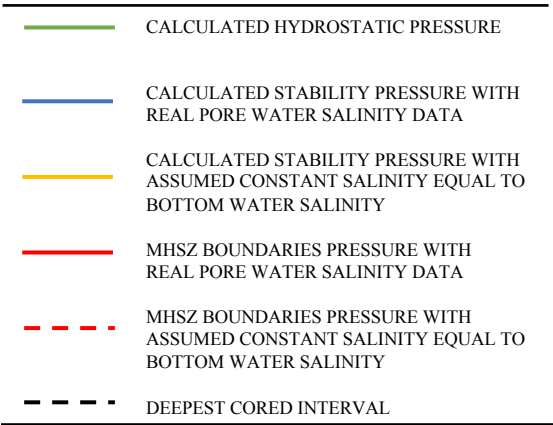 CALCULATED HYDROSTATIC PRESSURE
CALCULATED STABILITY PRESSURE WITH
REAL PORE WATER SALINITY DATA
CALCULATED STABILITY PRESSURE WITH
ASSUMED CONSTANT SALINITY EQUAL TO
BOTTOM WATER SALINITY
MHSZ BOUNDARIES PRESSURE WITH
REAL PORE WATER SALINITY DATA
MHSZ BOUNDARIES PRESSURE WITH
ASSUMED CONSTANT SALINITY EQUAL TO
BOTTOM WATER SALINITY
DEEPEST CORED INTERVAL